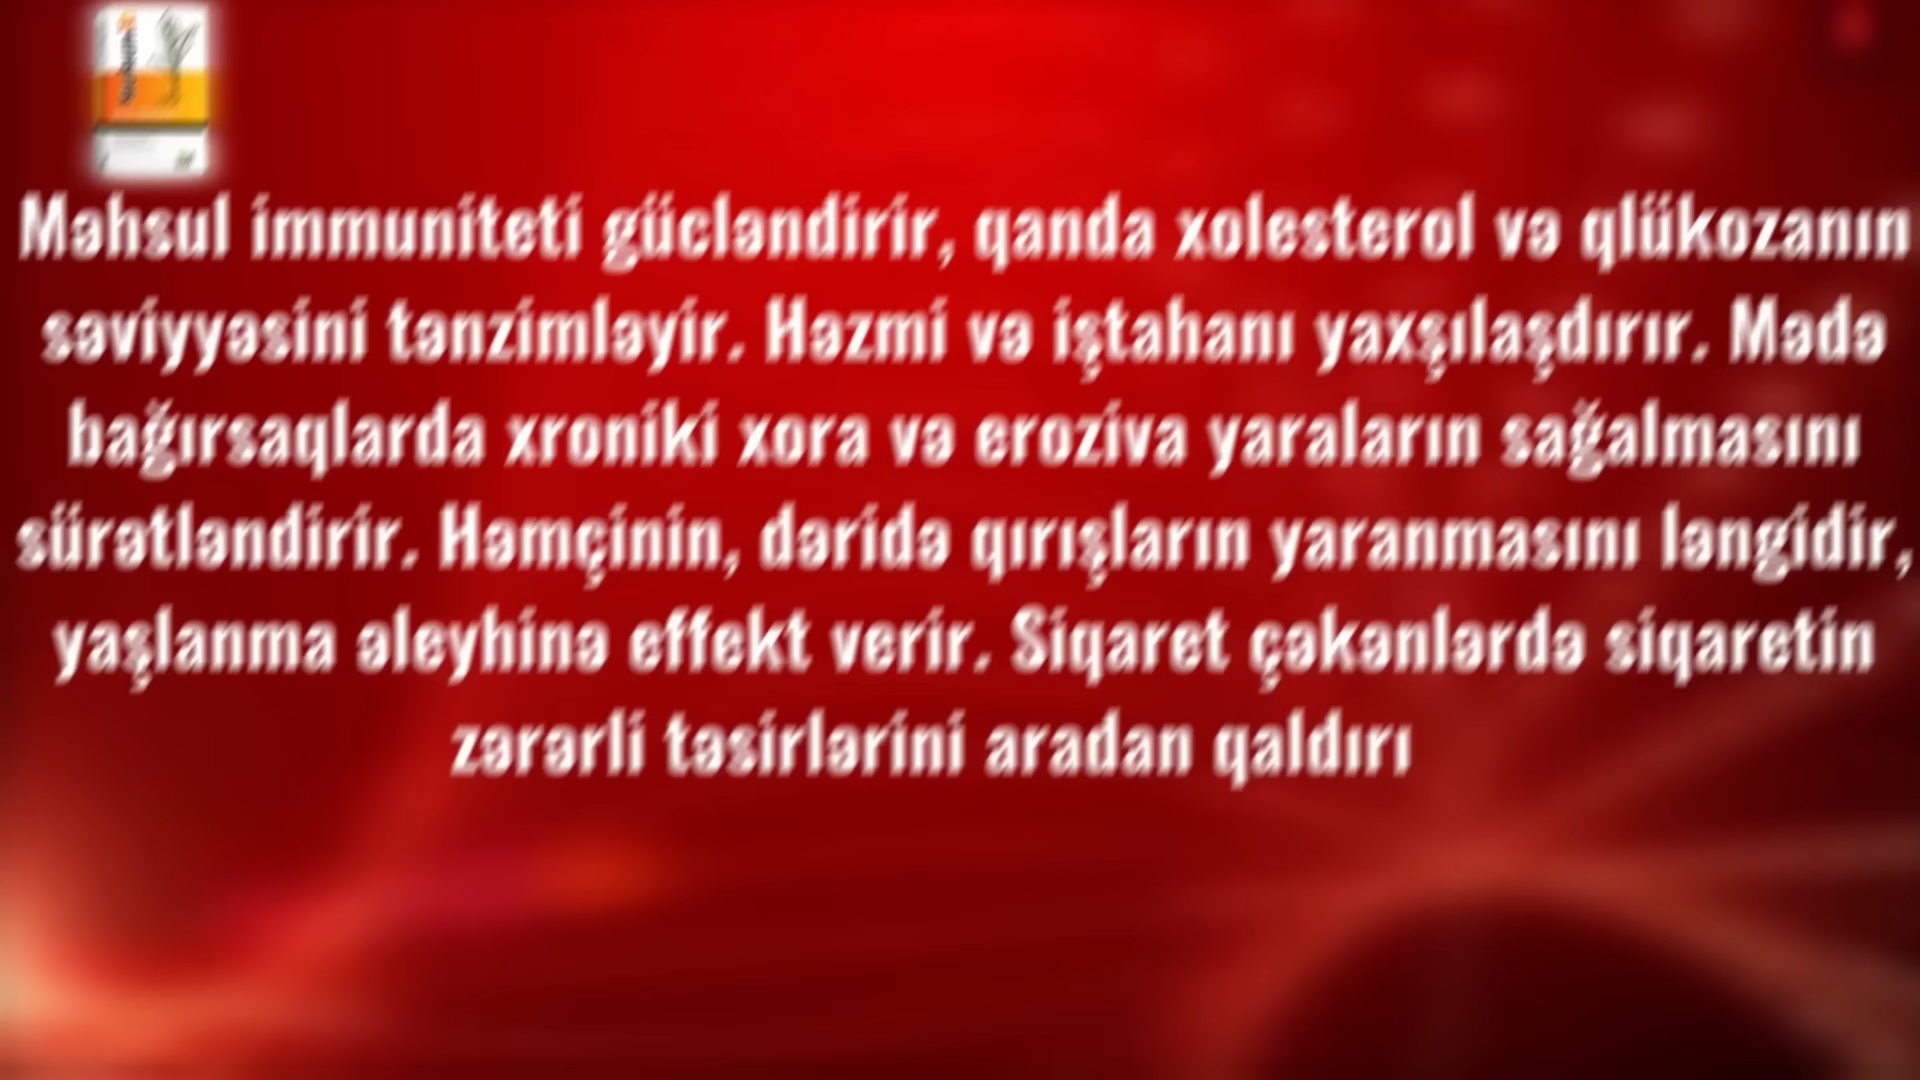 Məhsul immuniteti gücləndirir, qanda xolesterol və qlükozanın
səviyyəsini tənzimləyir. Həzmi və iştahanı yaxşılaşdırır. Mədə
bağırsaqlarda xroniki xora və eroziva yaraların sağalmasını
sürətləndirir. Həmçinin, dəridə qırışların yaranmasını ləngidir,
yaşlanma əleyhinə effekt verir. Siqaret çəkənlərdə siqaretin
zərərli təsirlərini aradan qaldırı